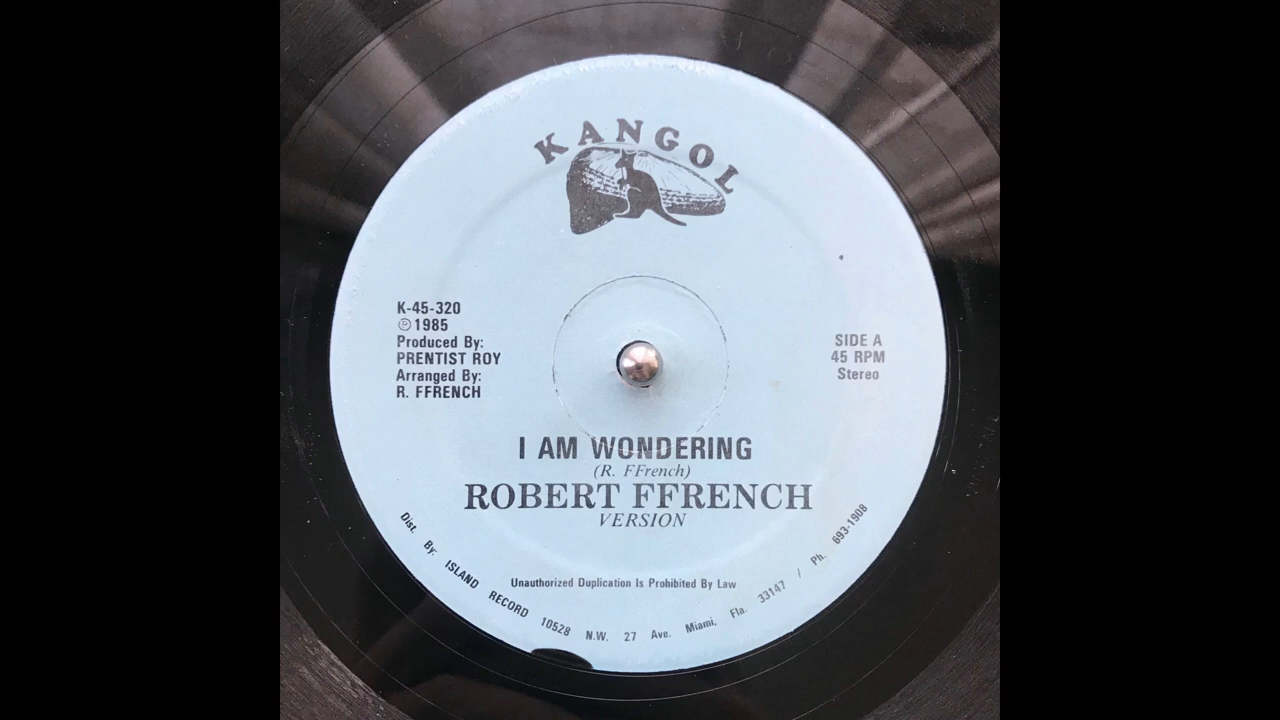 KANGOL
K-45-320
℗1985
Produced By:
PRENTIST ROY
Arranged By:
R. FFRENCH
SIDE A
45 RPM
Stereo
I AM WONDERING
(R. FFrench)
ROBERT FFRENCH
VERSION
Unauthorized Duplication Is Prohibited By Law
Dist. By: ISLAND RECORD 10528 N.W. 27 Ave. Miami, Fla. 33147 / Ph. 693-1908